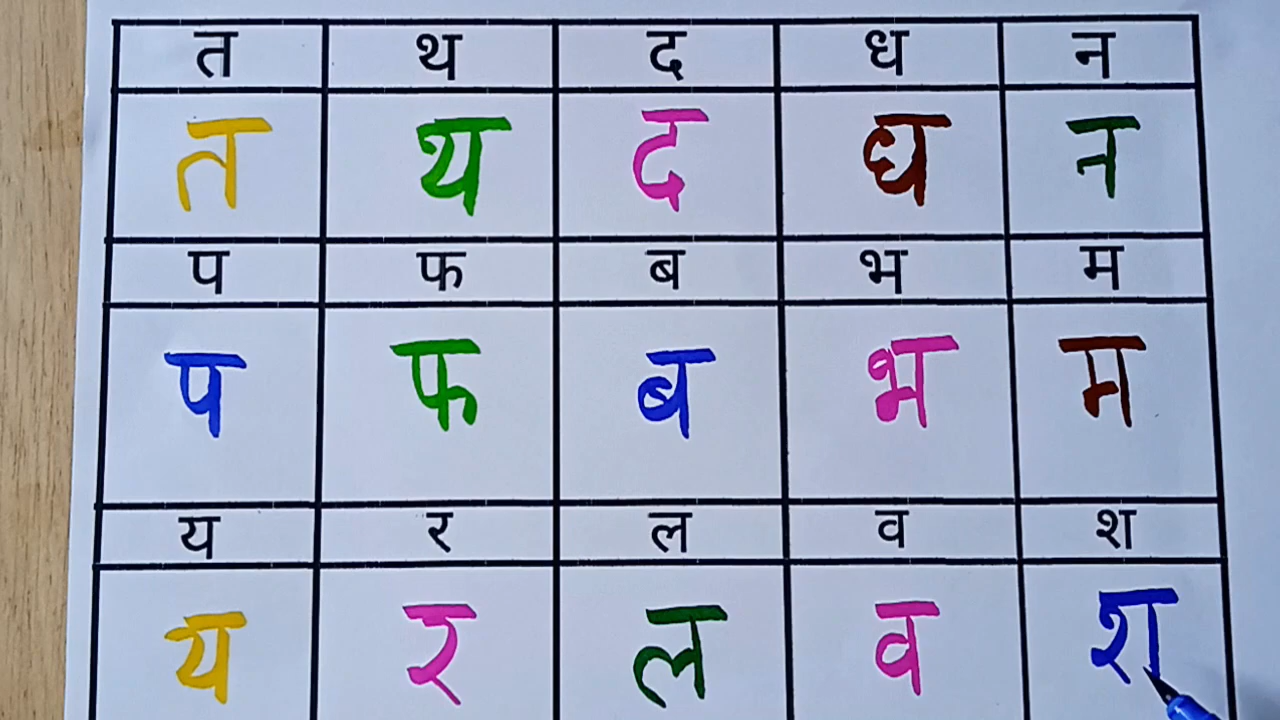 त थ द ध न
त थ द ध न
प फ ब भ म
प फ ब भ म
य र ल व श
य र ल व श